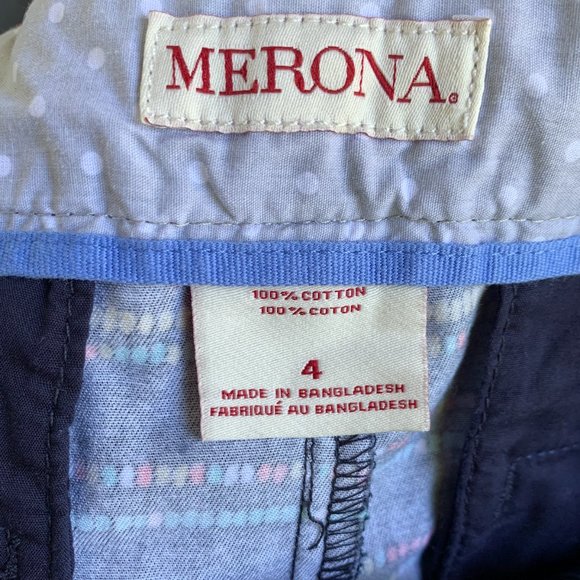 MERONA®
100% COTTON
100% COTON
4
MADE IN BANGLADESH
FABRIQUÉ AU BANGLADESH